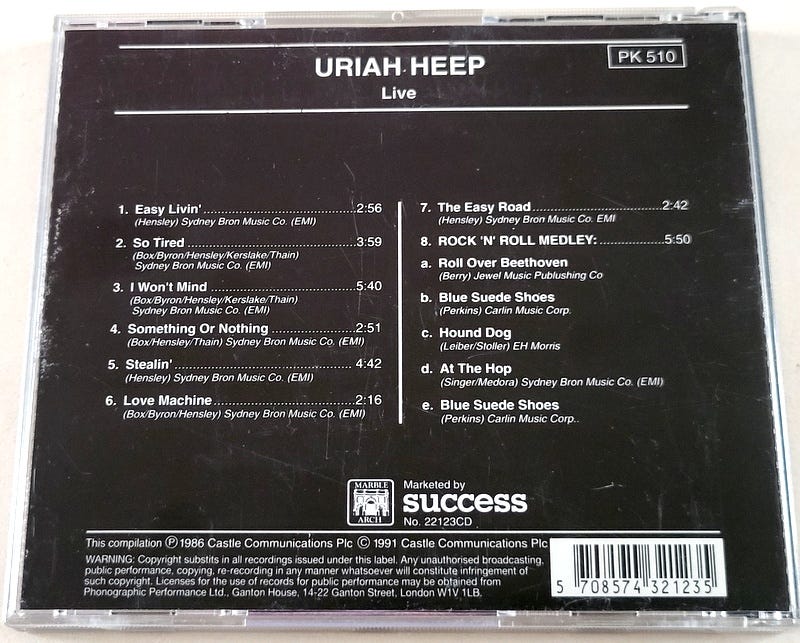 URIAH HEEP
PK 510
Live
1. Easy Livin'........................2:56
(Hensley) Sydney Bron Music Co. (EMI)
2. So Tired........................3:59
(Box/Byron/Hensley/Kerslake/Thain)
Sydney Bron Music Co. (EMI)
3. I Won't Mind........................5:40
(Box/Byron/Hensley/Kerslake/Thain)
Sydney Bron Music Co. (EMI)
4. Something Or Nothing ................2:51
(Box/Hensley/Thain) Sydney Bron Music Co. (EMI)
5. Stealin'........................ 4:42
(Hensley) Sydney Bron Music Co. (EMI)
6. Love Machine........................2:16
(Box/Byron/Hensley) Sydney Bron Music Co. (EMI)
7. The Easy Road........................2:42
(Hensley) Sydney Bron Music Co. EMI
8. ROCK 'N' ROLL MEDLEY:................5:50
a. Roll Over Beethoven
(Berry) Jewel Music Publushing Co
b. Blue Suede Shoes
(Perkins) Carlin Music Corp.
c. Hound Dog
(Leiber/Stoller) EH Morris
d. At The Hop
(Singer/Medora) Sydney Bron Music Co. (EMI)
e. Blue Suede Shoes
(Perkins) Carlin Music Corp..
MARBLE
ARCH
Marketed by
success
No. 22123CD
This compilation ℗ 1986 Castle Communications Plc © 1991 Castle Communications Plc
WARNING: Copyright substits in all recordings issued under this label. Any unauthorised broadcasting,
public performance, copying, re-recording in any manner whatsoever will constitute infringement of
such copyright. Licenses for the use of records for public performance may be obtained from
Phonographic Performance Ltd., Ganton House, 14-22 Ganton Street, London W1V 1LB.
5 708574 321235